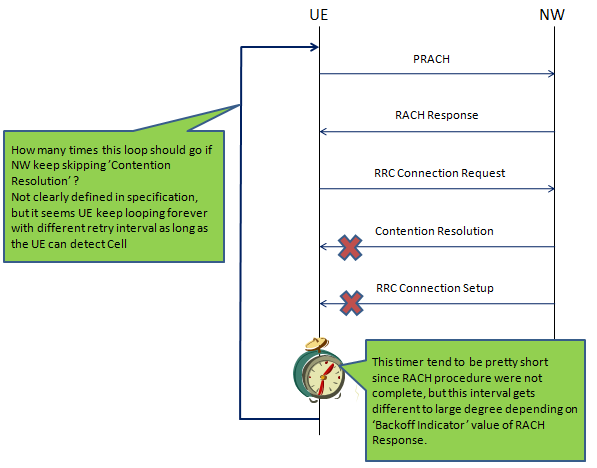 UE
NW
PRACH
RACH Response
How many times this loop should go if
NW keep skipping 'Contention
Resolution' ?
Not clearly defined in specification,
but it seems UE keep looping forever
with different retry interval as long as
the UE can detect Cell
RRC Connection Request
Contention Resolution
RRC Connection Setup
This timer tend to be pretty short
since RACH procedure were not
complete, but this interval gets
different to large degree depending on
'Backoff Indicator' value of RACH
Response.